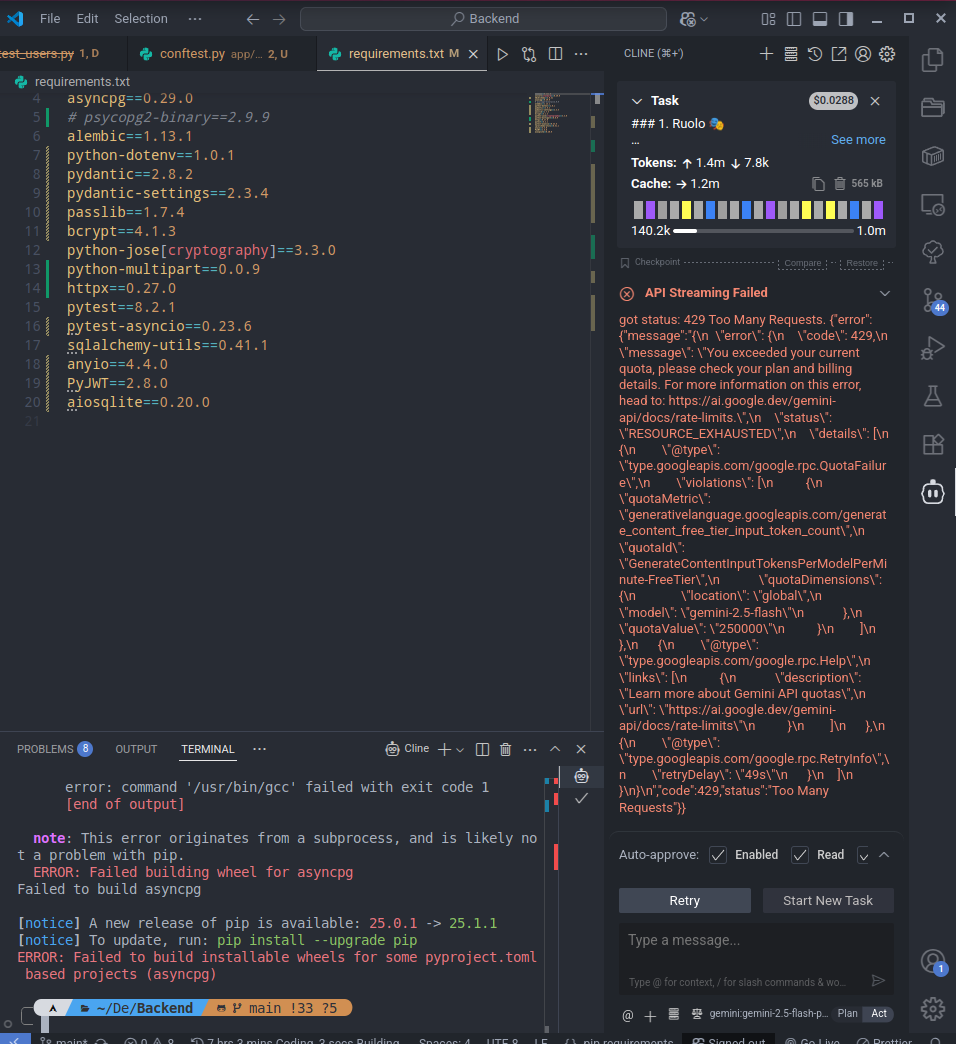 File Edit Selection ··· Backend
test_users.py 1, D conftest.py app/... 2, U requirements.txt M
requirements.txt
4 asyncpg==0.29.0
5 # psycopg2-binary==2.9.9
6 alembic==1.13.1
7 python-dotenv==1.0.1
8 pydantic==2.8.2
9 pydantic-settings==2.3.4
10 passlib==1.7.4
11 bcrypt==4.1.3
12 python-jose[cryptography]==3.3.0
13 python-multipart==0.0.9
14 httpx==0.27.0
15 pytest==8.2.1
16 pytest-asyncio==0.23.6
17 sqlalchemy-utils==0.41.1
18 anyio==4.4.0
19 PyJWT==2.8.0
20 aiosqlite==0.20.0
21
PROBLEMS 8 OUTPUT TERMINAL ··· Cline
error: command '/usr/bin/gcc' failed with exit code 1
[end of output]
note: This error originates from a subprocess, and is likely no
t a problem with pip.
ERROR: Failed building wheel for asyncpg
Failed to build asyncpg
[notice] A new release of pip is available: 25.0.1 -> 25.1.1
[notice] To update, run: pip install --upgrade pip
ERROR: Failed to build installable wheels for some pyproject.toml
based projects (asyncpg)
~/De/Backend main !33 ?5
CLINE (⌘+')
Task $0.0288
### 1. Ruolo 🎭
...
See more
Tokens: ↑ 1.4m ↓ 7.8k
Cache: → 1.2m 565 kB
140.2k 1.0m
Checkpoint Compare Restore
API Streaming Failed
got status: 429 Too Many Requests. {"error":
{"message":"{\n \"error\": {\n \"code\": 429,\n
\"message\": \"You exceeded your current
quota, please check your plan and billing
details. For more information on this error,
head to: https://ai.google.dev/gemini-
api/docs/rate-limits.\",\n \"status\":
\"RESOURCE_EXHAUSTED\",\n \"details\": [\n
{\n \"@type\":
\"type.googleapis.com/google.rpc.QuotaFailur
e\",\n \"violations\": [\n {\n
\"quotaMetric\":
\"generativelanguage.googleapis.com/generat
e_content_free_tier_input_token_count\",\n
\"quotaId\":
\"GenerateContentInputTokensPerModelPerMi
nute-FreeTier\",\n \"quotaDimensions\":
{\n \"location\": \"global\",\n
\"model\": \"gemini-2.5-flash\"\n },\n
\"quotaValue\": \"250000\"\n }\n ]\n
},\n {\n \"@type\":
\"type.googleapis.com/google.rpc.Help\",\n
\"links\": [\n {\n \"description\":
\"Learn more about Gemini API quotas\",\n
\"url\": \"https://ai.google.dev/gemini-
api/docs/rate-limits\"\n }\n ]\n },\n
{\n \"@type\":
\"type.googleapis.com/google.rpc.RetryInfo\",\
n \"retryDelay\": \"49s\"\n }\n ]\n
}\n}\n","code":429,"status":"Too Many
Requests"}}
Auto-approve: Enabled Read
Retry Start New Task
Type a message...
Type @ for context, / for slash commands & wo...
@ gemini:gemini-2.5-flash-p... Plan Act
44
1
main* 0 8 7 hrs 3 mins Coding, 3 secs Building Spaces: 4 UTF-8 LF pip requirements Signed out Go Live Prettier